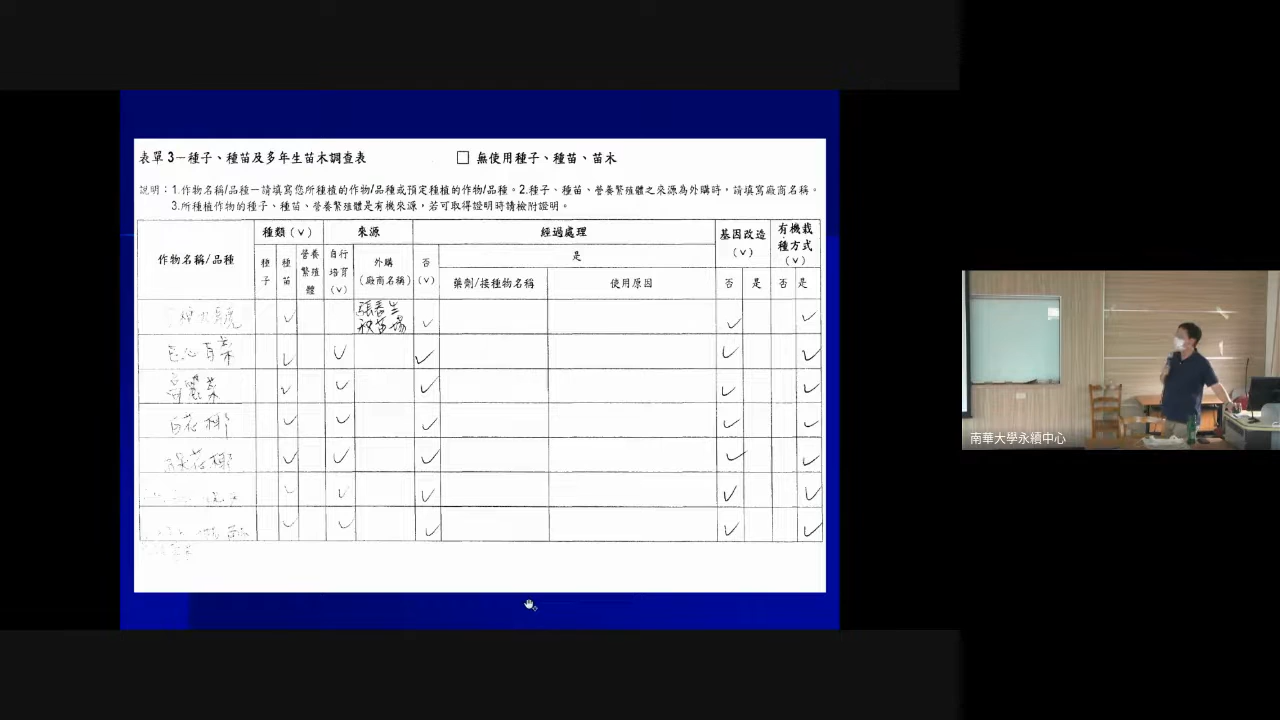 表單 3－種子、種苗及多年生苗木調查表 □ 無使用種子、種苗、苗木
說明：1.作物名稱/品種－請填寫您所種植的作物/品種或預定種植的作物/品種。2.種子、種苗、營養繁殖體之來源為外購時，請填寫廠商名稱。
3.所種植作物的種子、種苗、營養繁殖體是有機來源，若可取得證明時請檢附證明。
作物名稱/品種 種類（v） 來源 經過處理 基因改造（v） 有機栽種方式（v）
種子 種苗 營養繁殖體 自行培育（v） 外購（廠商名稱） 否（v） 是
藥劑/接種物名稱 使用原因 否 是 否 是
✓ ✓ ✓ ✓
✓ ✓ ✓ ✓ ✓
高麗菜 ✓ ✓ ✓ ✓ ✓
白花椰 ✓ ✓ ✓ ✓ ✓
花椰 ✓ ✓ ✓ ✓ ✓
✓ ✓ ✓ ✓ ✓
✓ ✓ ✓ ✓ ✓
南華大學永續中心